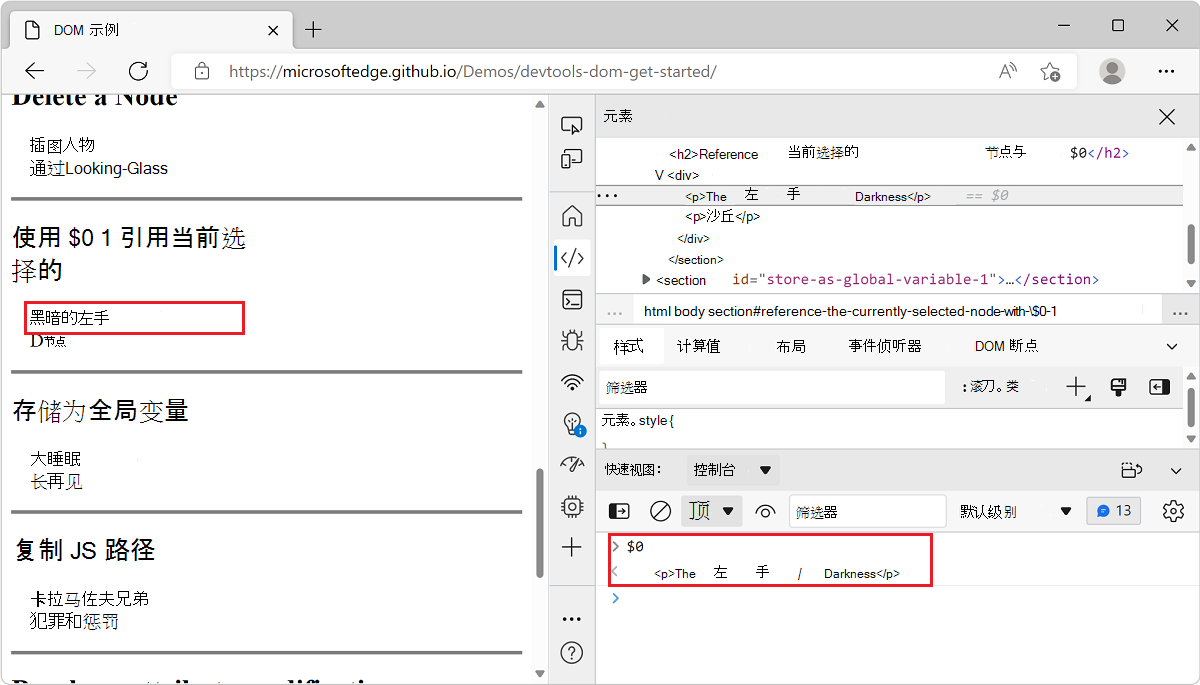 DOM 示例
https://microsoftedge.github.io/Demos/devtools-dom-get-started/
Delete a Node
插图人物
通过Looking-Glass
使用 $0 1 引用当前选
择的
黑暗的左手
D节点
存储为全局变量
大睡眠
长再见
复制 JS 路径
卡拉马佐夫兄弟
犯罪和惩罚
元素
<h2>Reference 当前选择的 节点与 $0</h2>
V <div>
··· <p>The 左 手 Darkness</p> == $0
<p>沙丘</p>
</div>
</section>
<section id="store-as-global-variable-1">…</section>
... html body section#reference-the-currently-selected-node-with-\$0-1 ...
样式 计算值 布局 事件侦听器 DOM 断点
筛选器 :滚刀。类
元素。style{
}
快速视图: 控制台
顶 筛选器 默认级别 13
> $0
< <p>The 左 手 / Darkness</p>
>